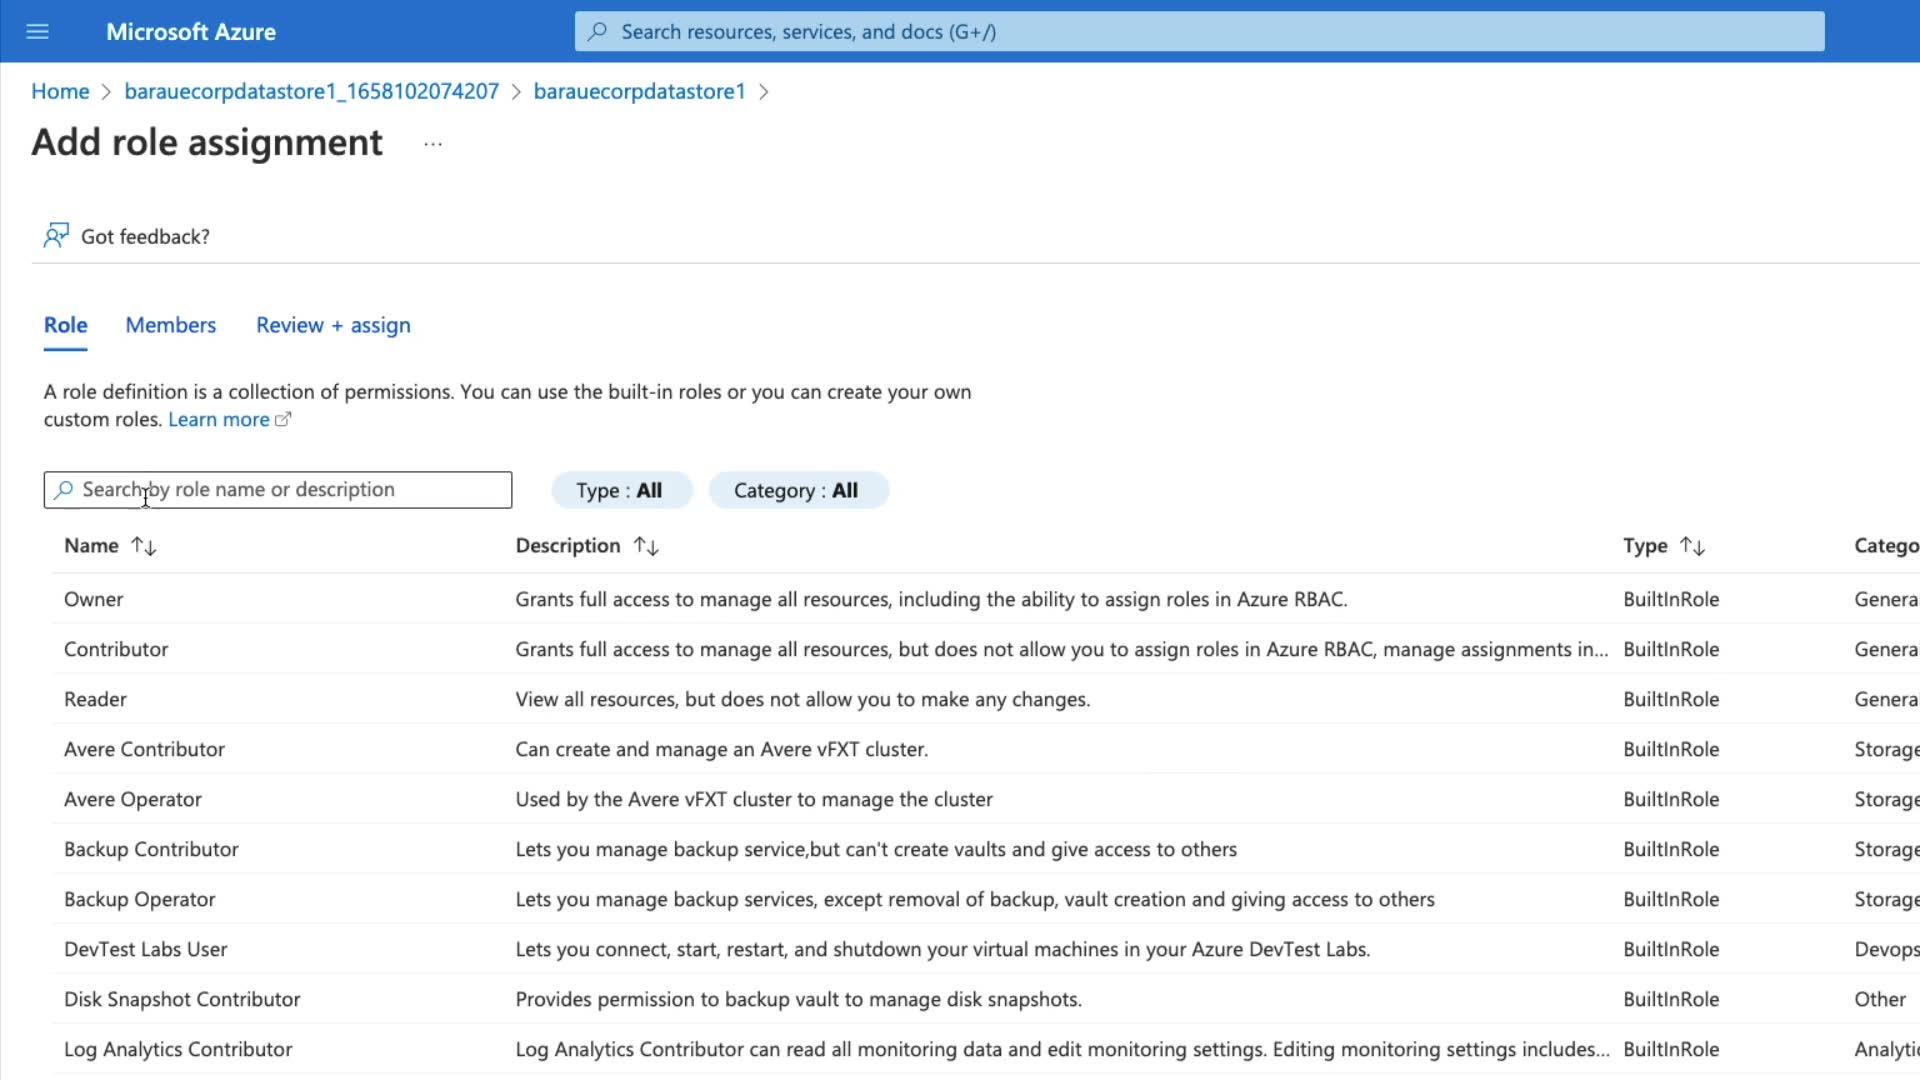 Microsoft Azure
Search resources, services, and docs (G+/)
Home > barauecorpdatastore1_1658102074207 > barauecorpdatastore1 >
Add role assignment ...
Got feedback?
Role Members Review + assign
A role definition is a collection of permissions. You can use the built-in roles or you can create your own
custom roles. Learn more
Search by role name or description Type : All Category : All
Name ↑↓ Description ↑↓ Type ↑↓ Catego
Owner Grants full access to manage all resources, including the ability to assign roles in Azure RBAC. BuiltInRole Genera
Contributor Grants full access to manage all resources, but does not allow you to assign roles in Azure RBAC, manage assignments in... BuiltInRole Genera
Reader View all resources, but does not allow you to make any changes. BuiltInRole Genera
Avere Contributor Can create and manage an Avere vFXT cluster. BuiltInRole Storage
Avere Operator Used by the Avere vFXT cluster to manage the cluster BuiltInRole Storage
Backup Contributor Lets you manage backup service,but can't create vaults and give access to others BuiltInRole Storage
Backup Operator Lets you manage backup services, except removal of backup, vault creation and giving access to others BuiltInRole Storage
DevTest Labs User Lets you connect, start, restart, and shutdown your virtual machines in your Azure DevTest Labs. BuiltInRole Devops
Disk Snapshot Contributor Provides permission to backup vault to manage disk snapshots. BuiltInRole Other
Log Analytics Contributor Log Analytics Contributor can read all monitoring data and edit monitoring settings. Editing monitoring settings includes... BuiltInRole Analytic